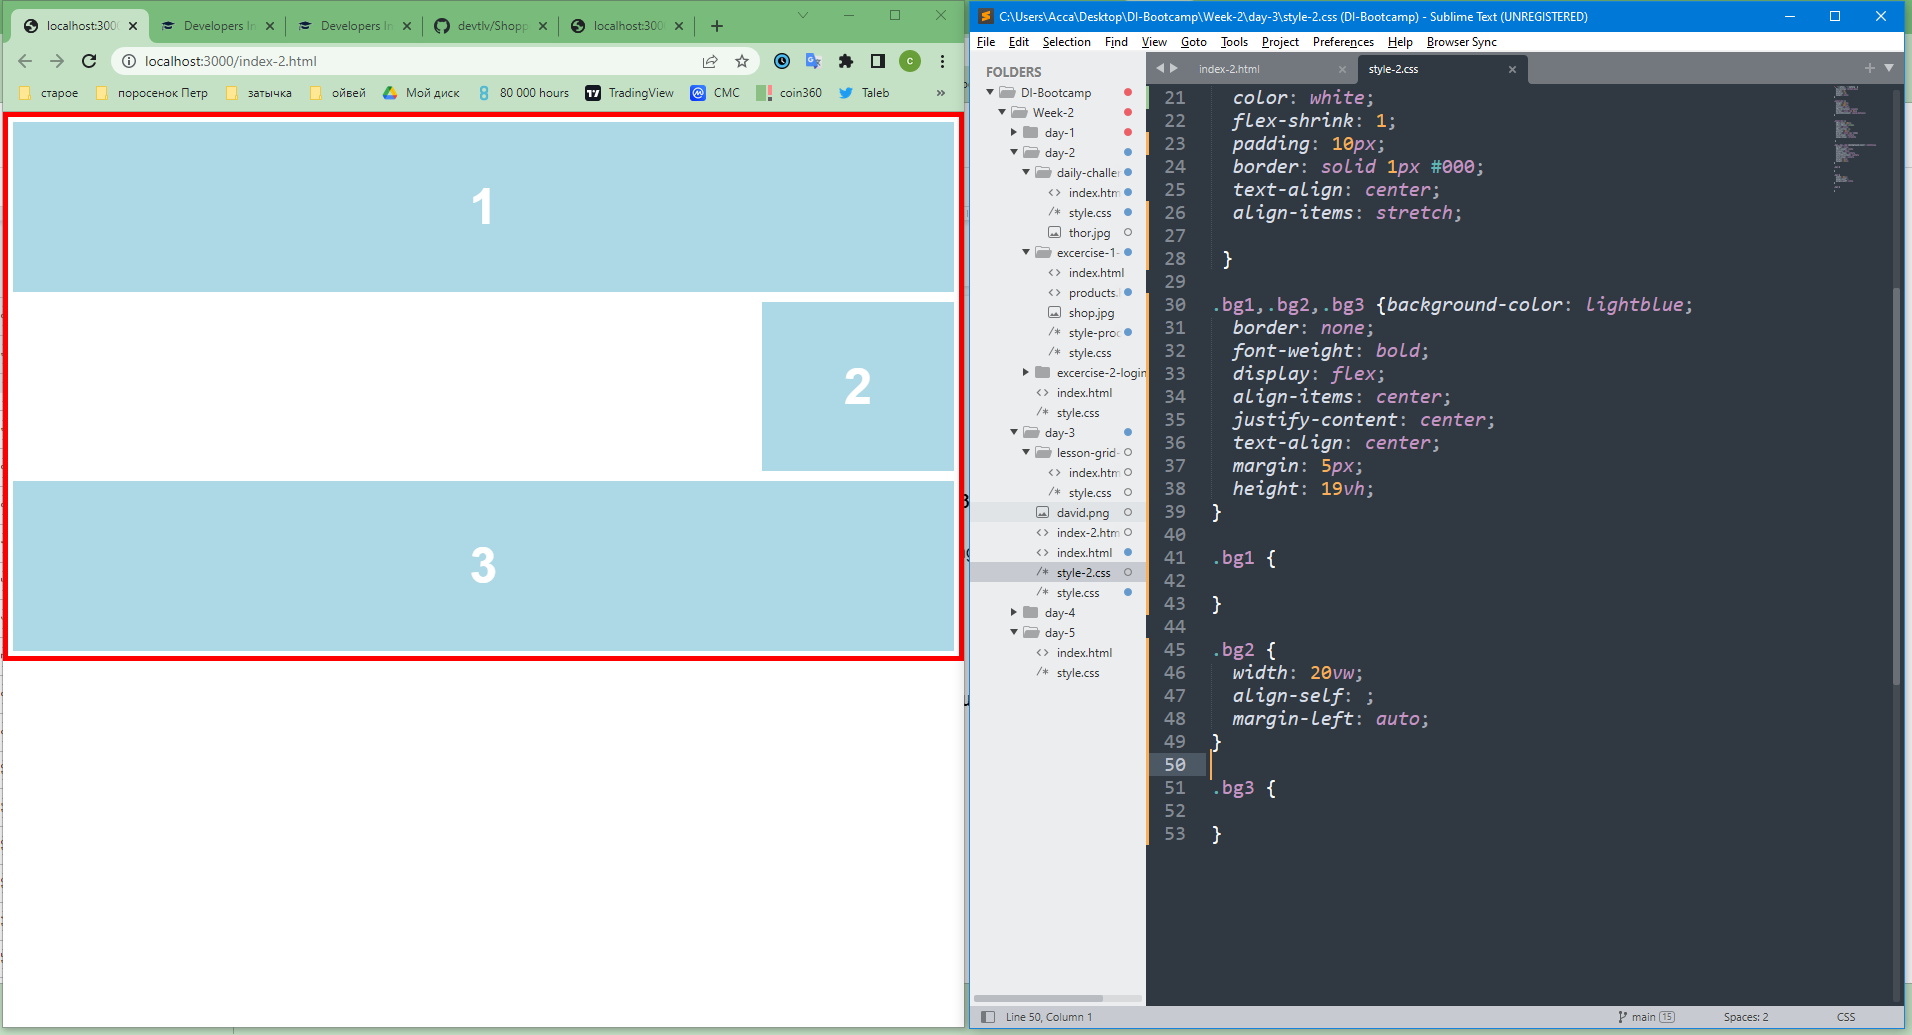 localhost:300
Developers In
Developers In
devtlv/Shopp
localhost:300
localhost:3000/index-2.html
C
старое
поросенок Петр
затычка
ойвей
Мой диск
80 000 hours
TradingView
CMC
coin360
Taleb
»
1
2
3
C:\Users\Acca\Desktop\DI-Bootcamp\Week-2\day-3\style-2.css (DI-Bootcamp) - Sublime Text (UNREGISTERED)
File Edit Selection Find View Goto Tools Project Preferences Help Browser Sync
FOLDERS
DI-Bootcamp
Week-2
day-1
day-2
daily-challer
<> index.htm
/* style.css
thor.jpg
excercise-1-
<> index.html
<> products.
shop.jpg
/* style-proc
/* style.css
excercise-2-login
<> index.html
/* style.css
day-3
lesson-grid-
<> index.htm
/* style.css
david.png
<> index-2.htm
<> index.html
/* style-2.css
/* style.css
day-4
day-5
<> index.html
/* style.css
index-2.html
style-2.css
21 color: white;
22 flex-shrink: 1;
23 padding: 10px;
24 border: solid 1px #000;
25 text-align: center;
26 align-items: stretch;
27
28 }
29
30 .bg1,.bg2,.bg3 {background-color: lightblue;
31 border: none;
32 font-weight: bold;
33 display: flex;
34 align-items: center;
35 justify-content: center;
36 text-align: center;
37 margin: 5px;
38 height: 19vh;
39 }
40
41 .bg1 {
42
43 }
44
45 .bg2 {
46 width: 20vw;
47 align-self: ;
48 margin-left: auto;
49 }
50
51 .bg3 {
52
53 }
Line 50, Column 1
main 15
Spaces: 2
CSS